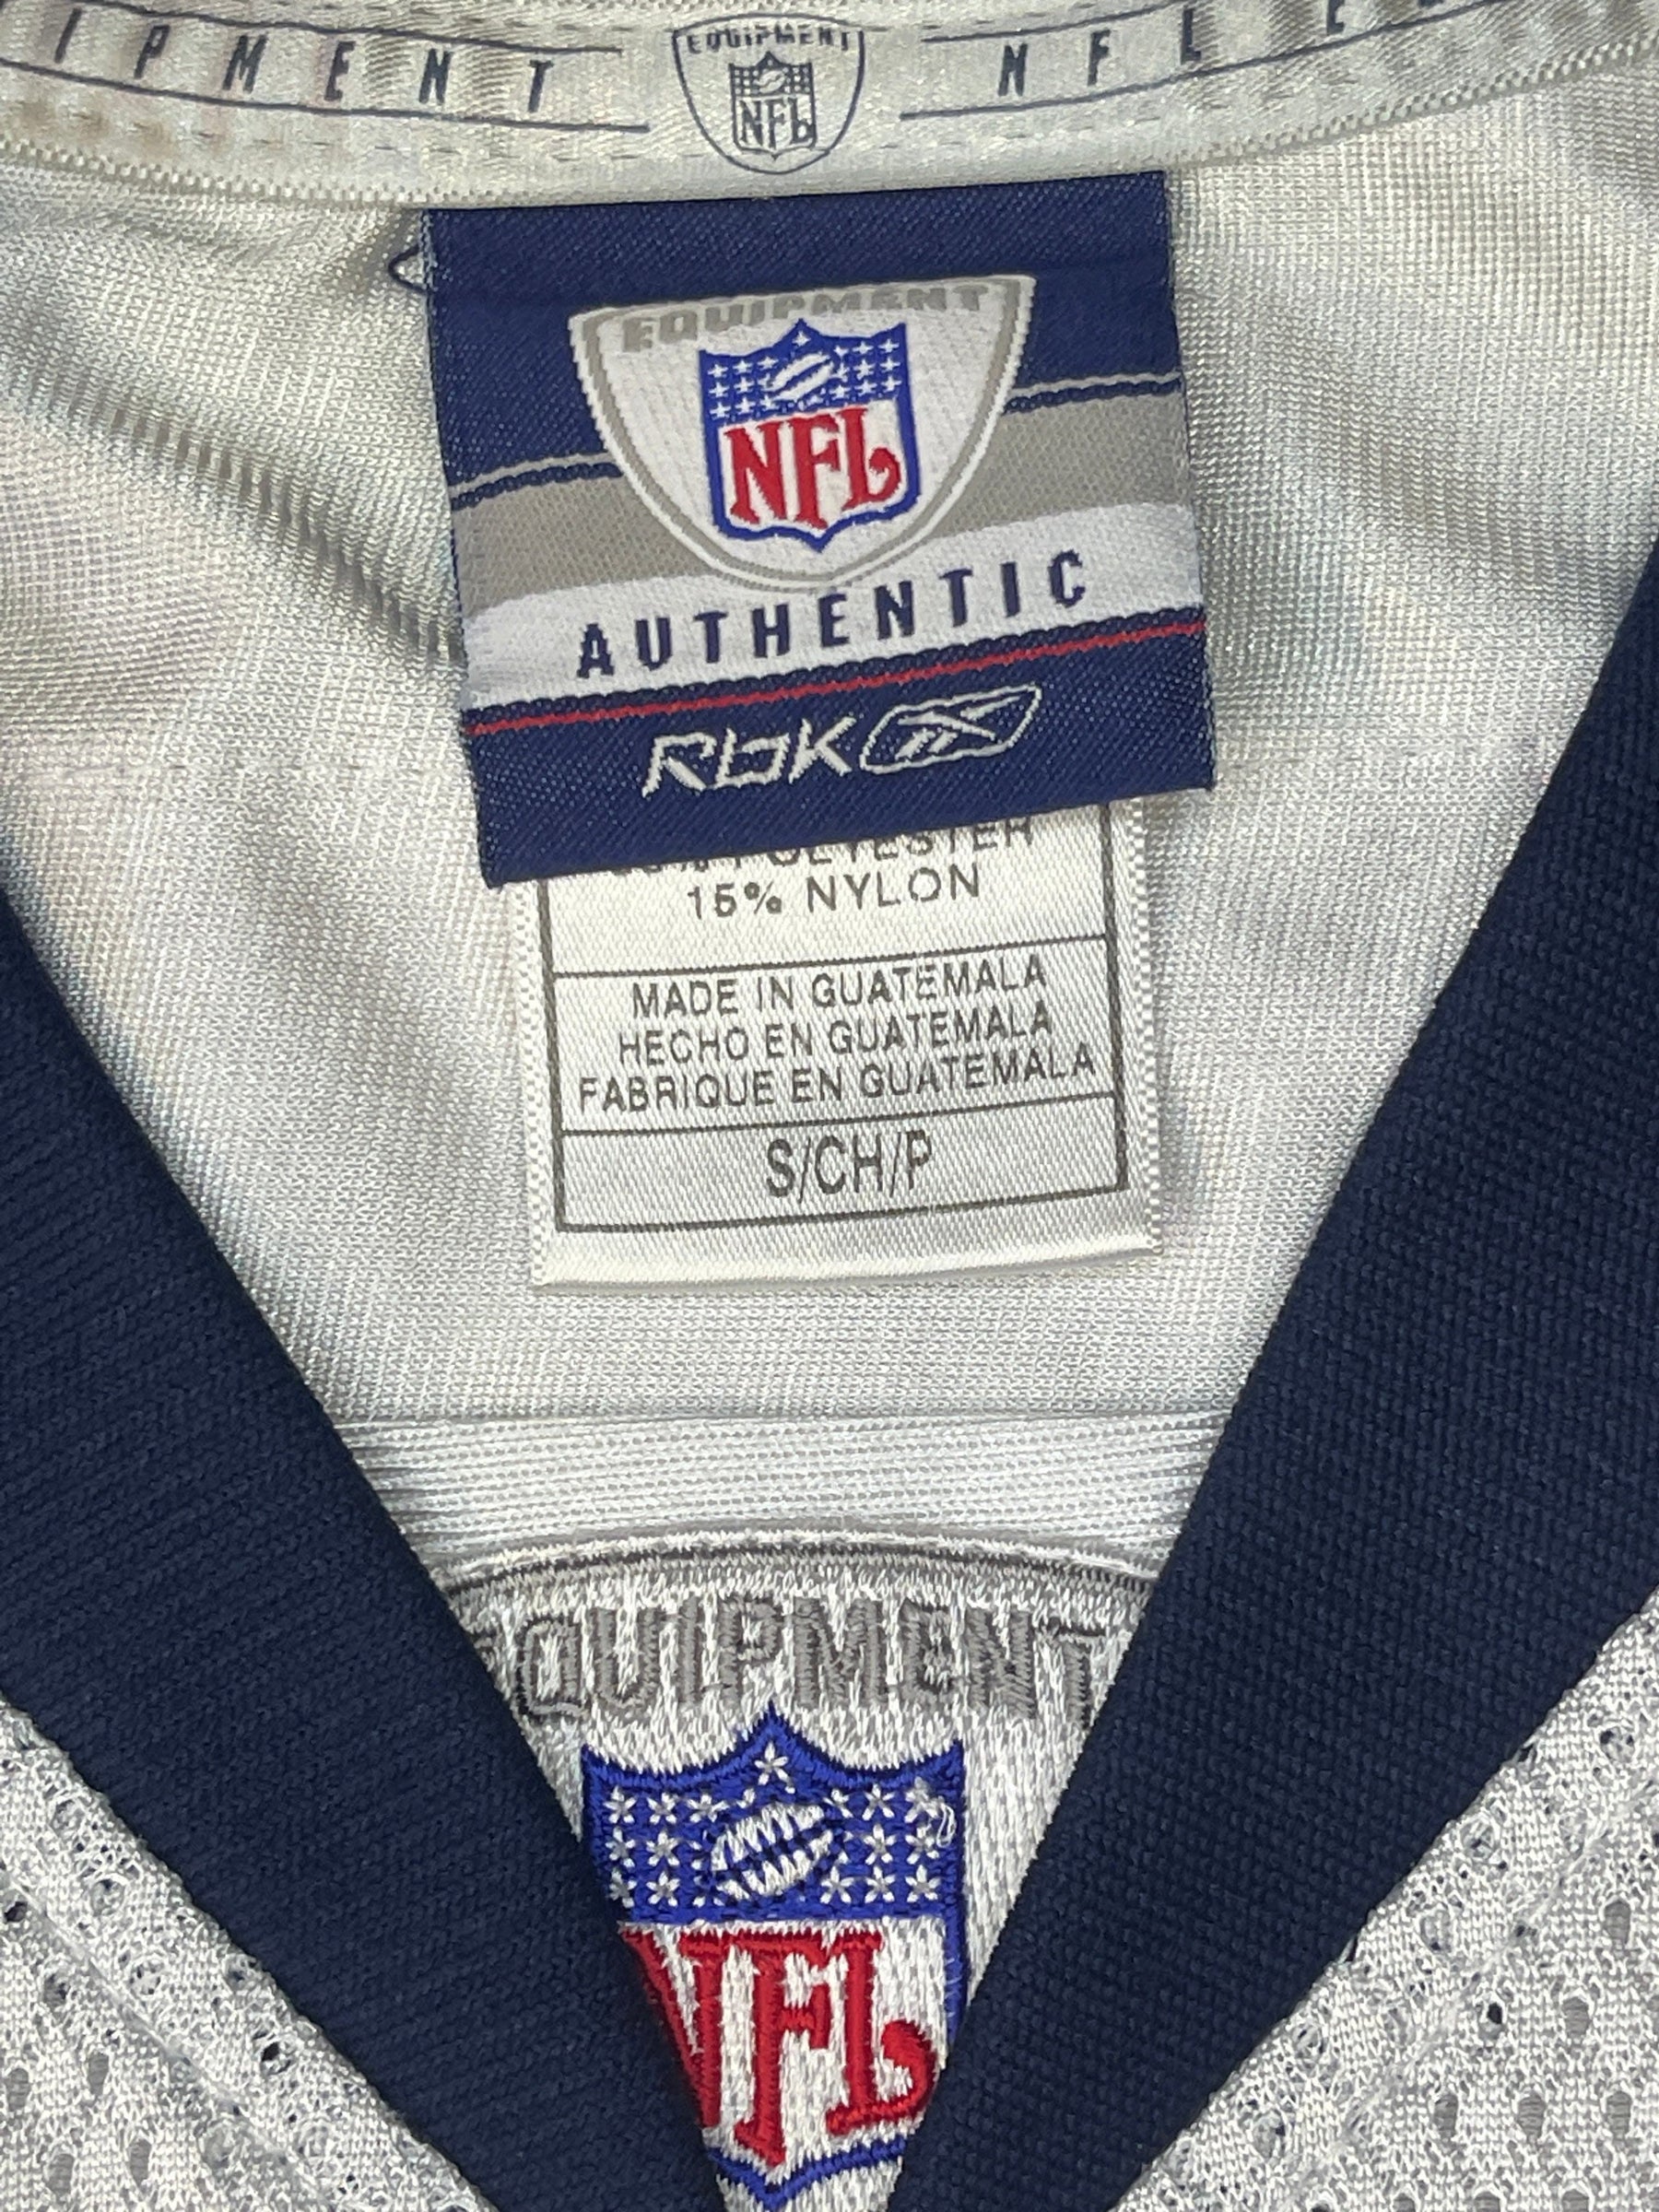 IPMENT
EQUIPMENT
NFL
NFL E
EQUIPMENT
NFL
AUTHENTIC
RbK
POLYESTER
15% NYLON
MADE IN GUATEMALA
HECHO EN GUATEMALA
FABRIQUE EN GUATEMALA
S/CH/P
EQUIPMENT
NFL